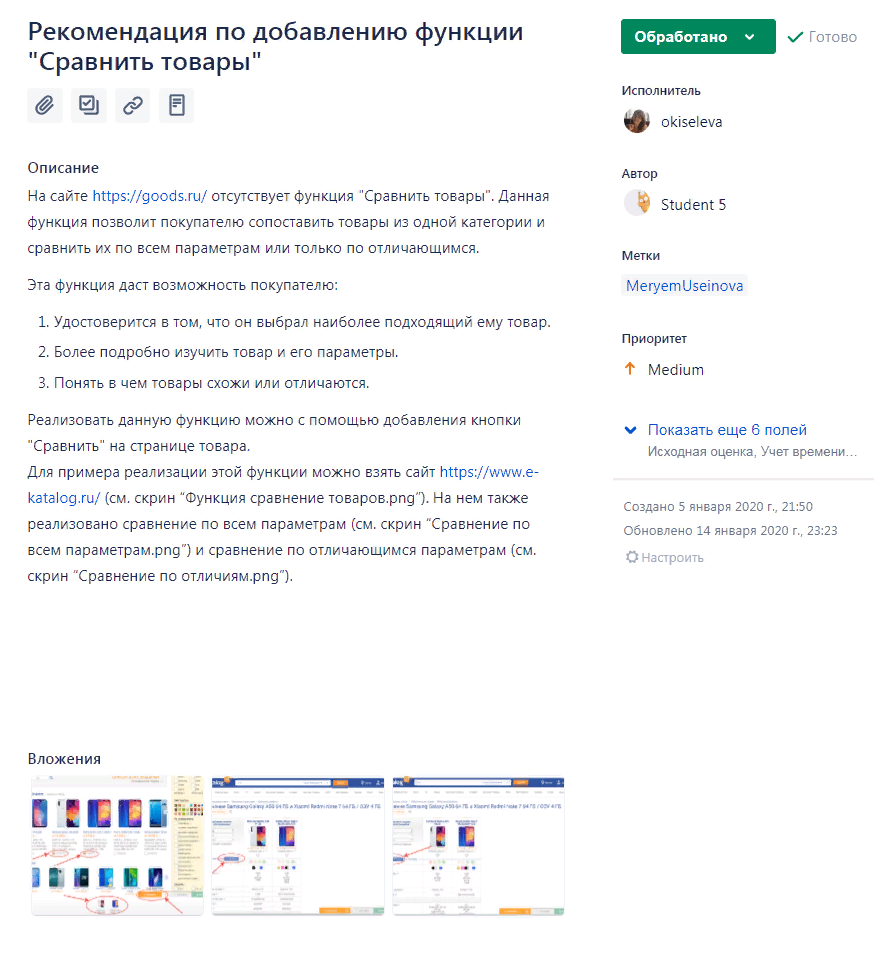 Рекомендация по добавлению функции
"Сравнить товары"
Обработано
Готово
Исполнитель
okiseleva
Описание
На сайте https://goods.ru/ отсутствует функция "Сравнить товары". Данная
функция позволит покупателю сопоставить товары из одной категории и
сравнить их по всем параметрам или только по отличающимся.
Эта функция даст возможность покупателю:
1. Удостоверится в том, что он выбрал наиболее подходящий ему товар.
2. Более подробно изучить товар и его параметры.
3. Понять в чем товары схожи или отличаются.
Реализовать данную функцию можно с помощью добавления кнопки
"Сравнить" на странице товара.
Для примера реализации этой функции можно взять сайт https://www.e-
katalog.ru/ (см. скрин “Функция сравнение товаров.png”). На нем также
реализовано сравнение по всем параметрам (см. скрин “Сравнение по
всем параметрам.png”) и сравнение по отличающимся параметрам (см.
скрин “Сравнение по отличиям.png”).
Автор
Student 5
Метки
MeryemUseinova
Приоритет
Medium
Показать еще 6 полей
Исходная оценка, Учет времени...
Создано 5 января 2020 г., 21:50
Обновлено 14 января 2020 г., 23:23
Настроить
Вложения